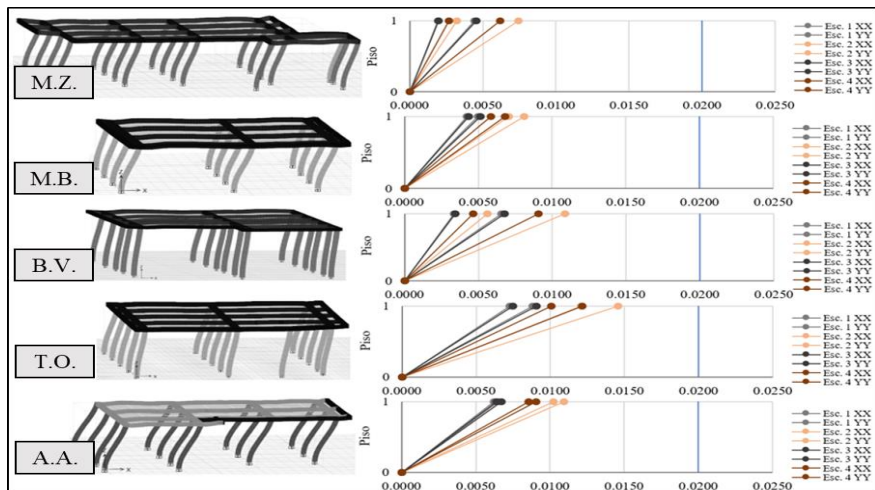 M.Z.
Piso
1
0
0.0000 0.0050 0.0100 0.0150 0.0200 0.0250
Esc. 1 XX
Esc. 1 YY
Esc. 2 XX
Esc. 2 YY
Esc. 3 XX
Esc. 3 YY
Esc. 4 XX
Esc. 4 YY
M.B.
Piso
1
0
0.0000 0.0050 0.0100 0.0150 0.0200 0.0250
Esc. 1 XX
Esc. 1 YY
Esc. 2 XX
Esc. 2 YY
Esc. 3 XX
Esc. 3 YY
Esc. 4 XX
Esc. 4 YY
B.V.
Piso
1
0
0.0000 0.0050 0.0100 0.0150 0.0200 0.0250
Esc. 1 XX
Esc. 1 YY
Esc. 2 XX
Esc. 2 YY
Esc. 3 XX
Esc. 3 YY
Esc. 4 XX
Esc. 4 YY
T.O.
Piso
1
0
0.0000 0.0050 0.0100 0.0150 0.0200 0.0250
Esc. 1 XX
Esc. 1 YY
Esc. 2 XX
Esc. 2 YY
Esc. 3 XX
Esc. 3 YY
Esc. 4 XX
Esc. 4 YY
A.A.
Piso
1
0
0.0000 0.0050 0.0100 0.0150 0.0200 0.0250
Esc. 1 XX
Esc. 1 YY
Esc. 2 XX
Esc. 2 YY
Esc. 3 XX
Esc. 3 YY
Esc. 4 XX
Esc. 4 YY